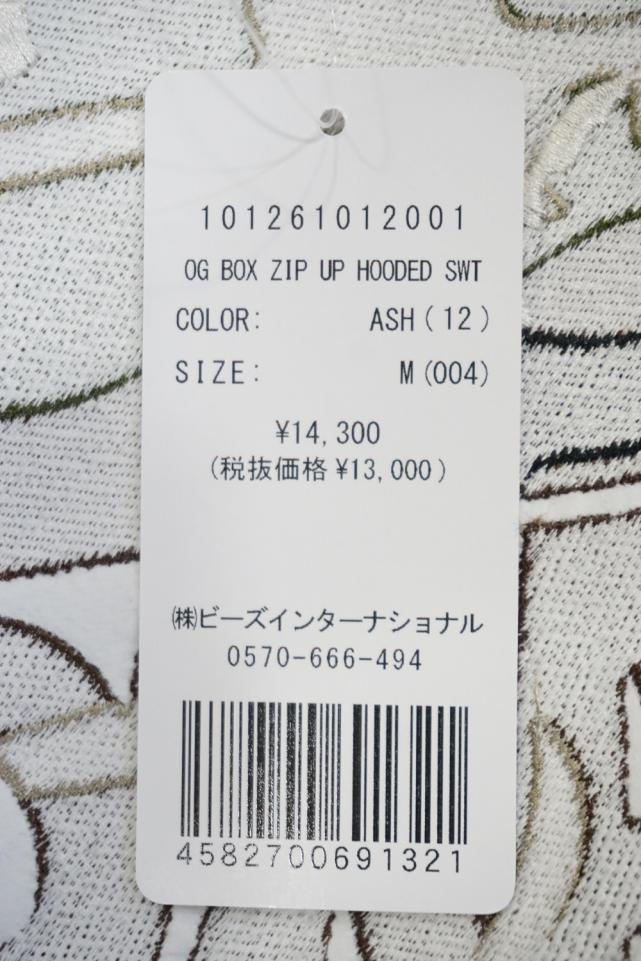 101261012001
OG BOX ZIP UP HOODED SWT
COLOR: ASH(12)
SIZE: M(004)
¥14,300
(税抜価格¥13,000)
㈱ビーズインターナショナル
0570-666-494
4582700691321